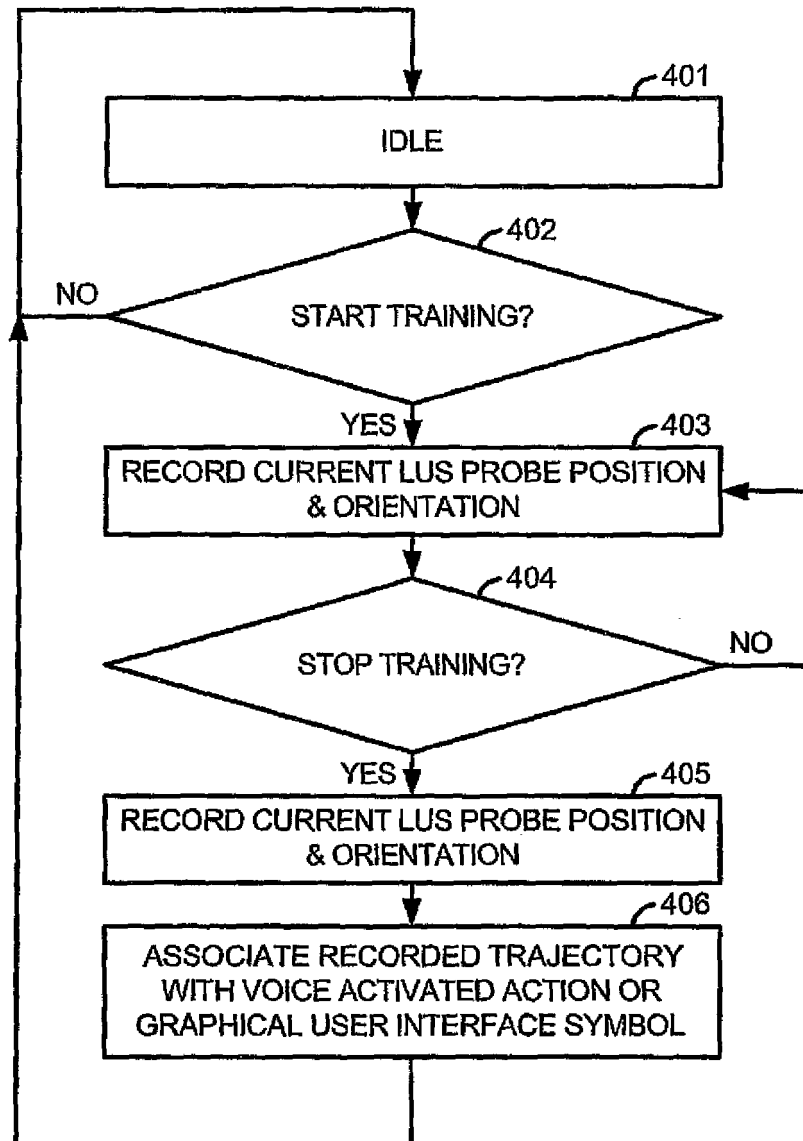 401
IDLE
402
NO
START TRAINING?
YES
403
RECORD CURRENT LUS PROBE POSITION
& ORIENTATION
404
NO
STOP TRAINING?
YES
405
RECORD CURRENT LUS PROBE POSITION
& ORIENTATION
406
ASSOCIATE RECORDED TRAJECTORY
WITH VOICE ACTIVATED ACTION OR
GRAPHICAL USER INTERFACE SYMBOL